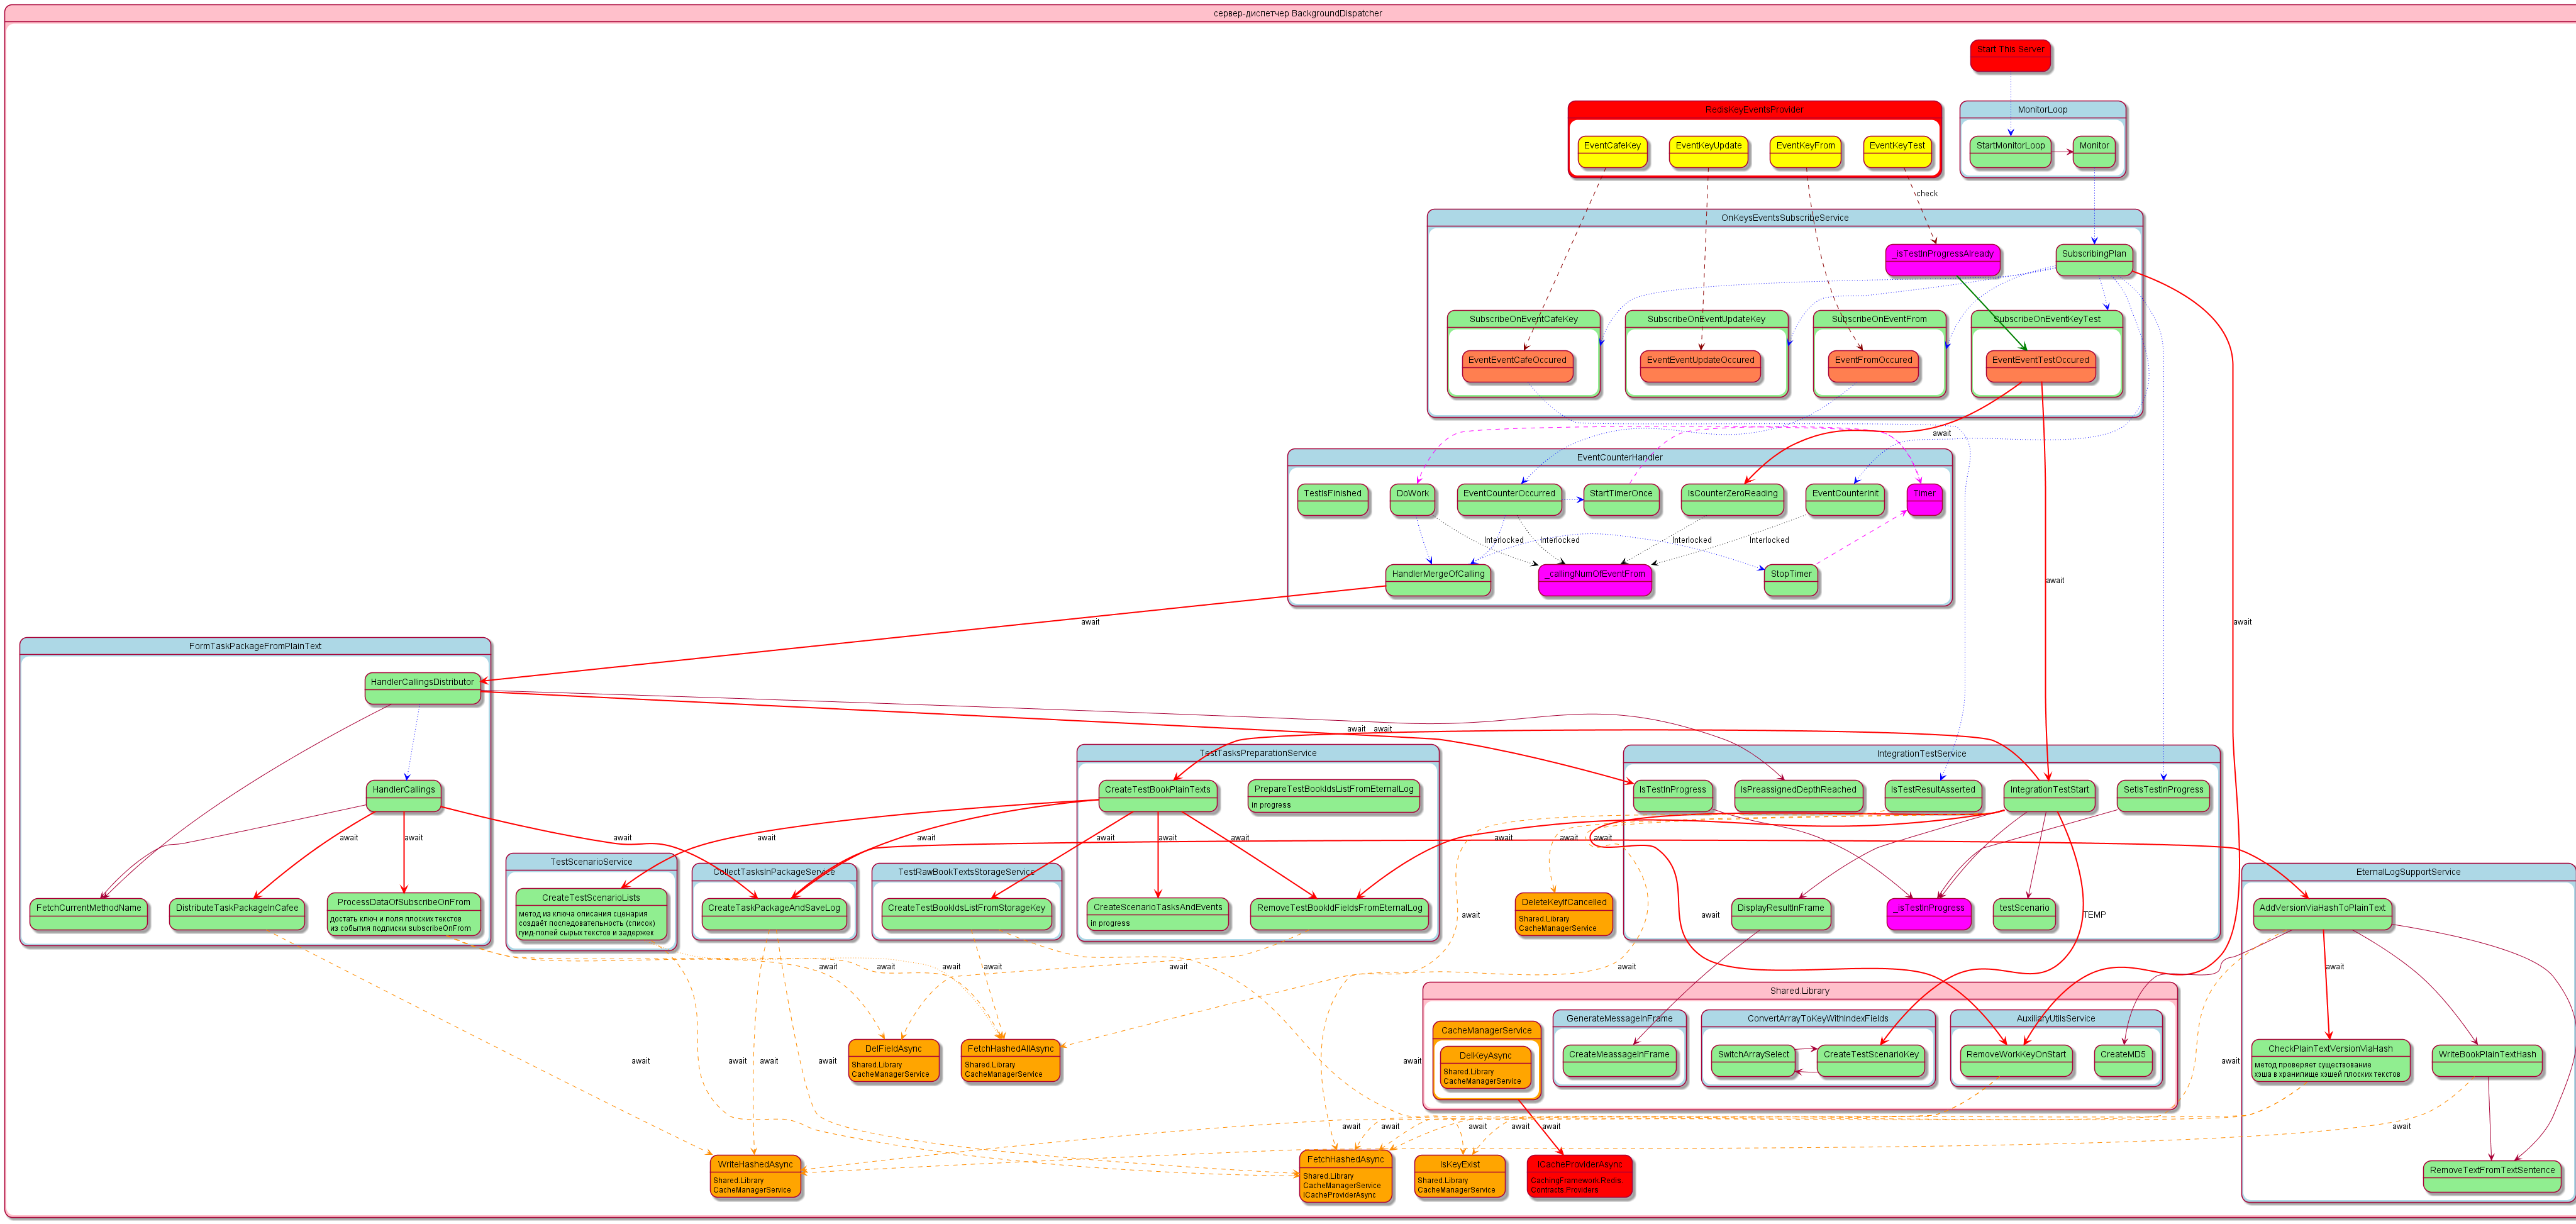 сервер-диспетчер BackgroundDispatcher
Start This Server
RedisKeyEventsProvider
MonitorLoop
EventCafeKey
EventKeyUpdate
EventKeyFrom
EventKeyTest
StartMonitorLoop
Monitor
check
OnKeysEventsSubscribeService
_isTestInProgressAlready
SubscribingPlan
SubscribeOnEventCafeKey
SubscribeOnEventUpdateKey
SubscribeOnEventFrom
SubscribeOnEventKeyTest
EventEventCafeOccured
EventEventUpdateOccured
EventFromOccured
EventEventTestOccured
await
EventCounterHandler
TestIsFinished
DoWork
EventCounterOccurred
StartTimerOnce
IsCounterZeroReading
EventCounterInit
Timer
Interlocked
Interlocked
Interlocked
Interlocked
HandlerMergeOfCalling
_callingNumOfEventFrom
StopTimer
await
await
await
FormTaskPackageFromPlainText
HandlerCallingsDistributor
await
await
TestTasksPreparationService
IntegrationTestService
HandlerCallings
CreateTestBookPlainTexts
PrepareTestBookIdsListFromEternalLog
in progress
IsTestInProgress
IsPreassignedDepthReached
IsTestResultAsserted
IntegrationTestStart
SetIsTestInProgress
await
await
await
await
await
await
await
await
await
await
await
TestScenarioService
CollectTasksInPackageService
TestRawBookTextsStorageService
EternalLogSupportService
FetchCurrentMethodName
DistributeTaskPackageInCafee
ProcessDataOfSubscribeOnFrom
достать ключ и поля плоских текстов
из события подписки subscribeOnFrom
CreateTestScenarioLists
метод из ключа описания сценария
создаёт последовательность (список)
гуид-полей сырых текстов и задержек
CreateTaskPackageAndSaveLog
CreateTestBookIdsListFromStorageKey
CreateScenarioTasksAndEvents
in progress
RemoveTestBookIdFieldsFromEternalLog
DeleteKeyIfCancelled
Shared.Library
CacheManagerService
DisplayResultInFrame
_isTestInProgress
testScenario
AddVersionViaHashToPlainText
await
await
TEMP
await
await
await
await
await
await
await
Shared.Library
CacheManagerService
GenerateMessageInFrame
ConvertArrayToKeyWithIndexFields
AuxiliaryUtilsService
DelFieldAsync
Shared.Library
CacheManagerService
FetchHashedAllAsync
Shared.Library
CacheManagerService
DelKeyAsync
Shared.Library
CacheManagerService
CreateMeassageInFrame
SwitchArraySelect
CreateTestScenarioKey
RemoveWorkKeyOnStart
CreateMD5
CheckPlainTextVersionViaHash
метод проверяет существование
хэша в хранилище хэшей плоских текстов
WriteBookPlainTextHash
await
await
await
await
await
await
await
await
await
await
await
await
WriteHashedAsync
Shared.Library
CacheManagerService
FetchHashedAsync
Shared.Library
CacheManagerService
ICacheProviderAsync
IsKeyExist
Shared.Library
CacheManagerService
ICacheProviderAsync
CachingFramework.Redis.
Contracts.Providers
RemoveTextFromTextSentence